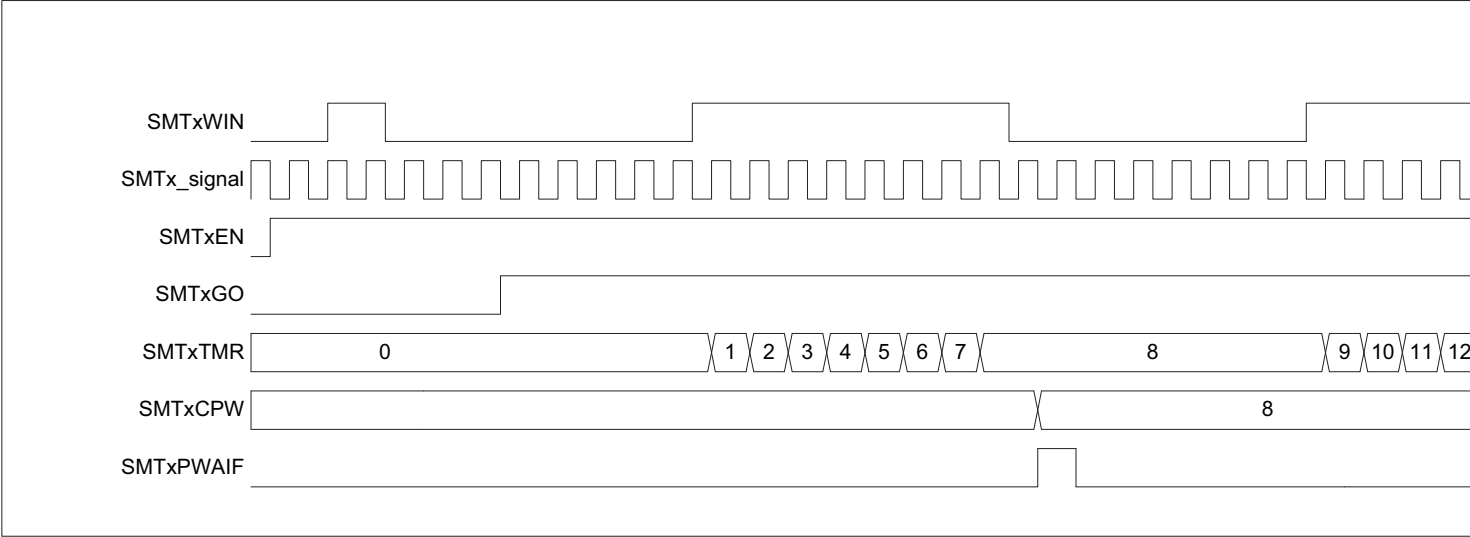 SMTxWIN
SMTx_signal
SMTxEN
SMTxGO
SMTxTMR 0 1 2 3 4 5 6 7 8 9 10 11 12
SMTxCPW 8
SMTxPWAIF